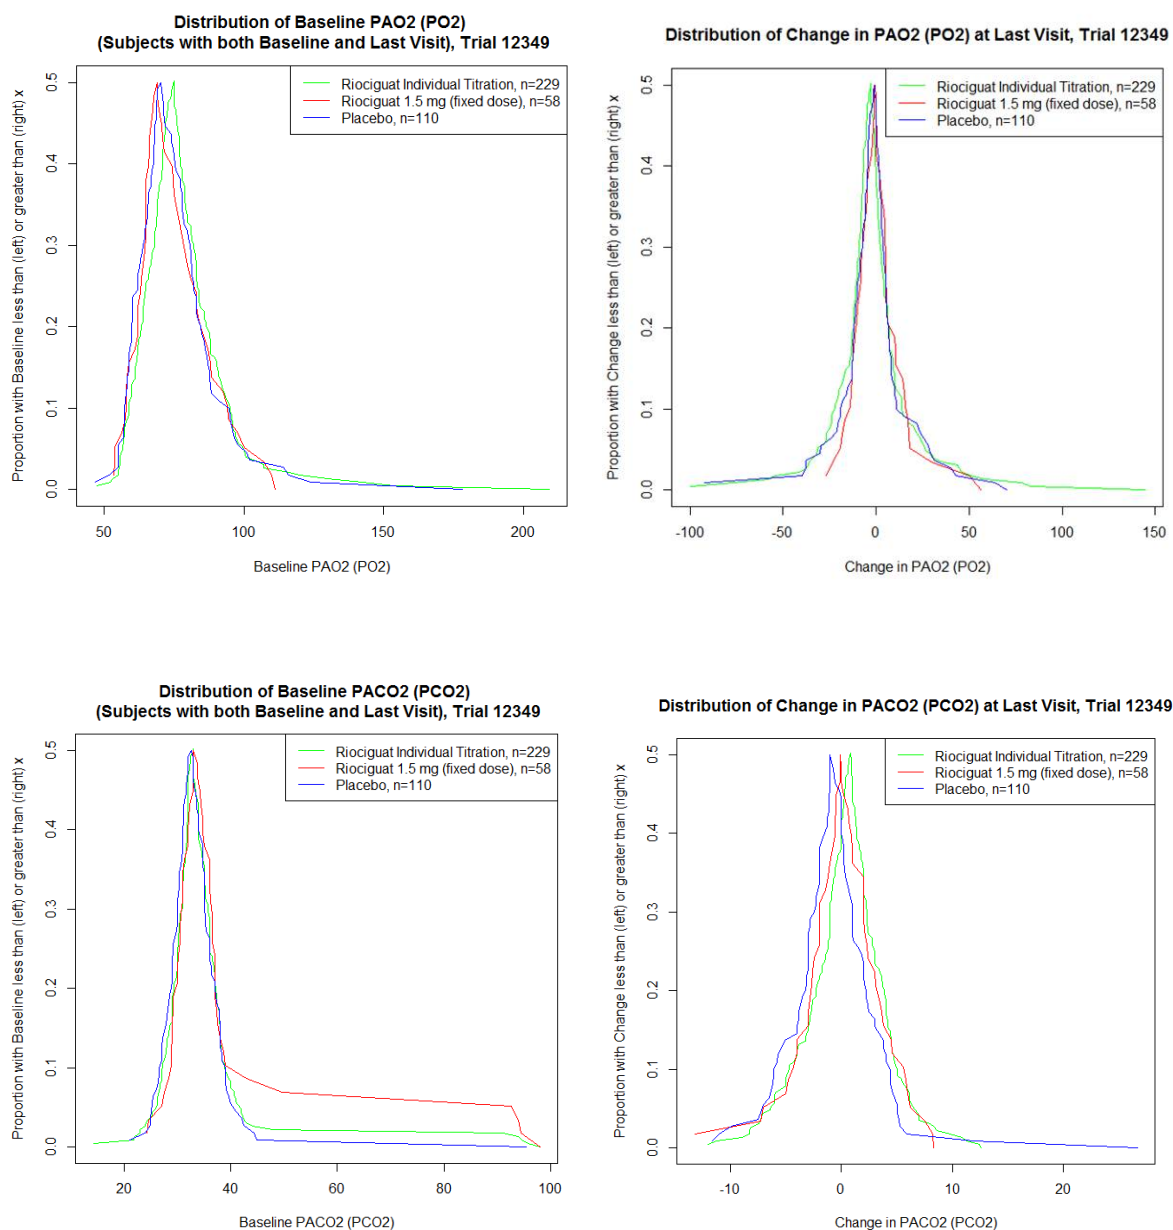 Distribution of Baseline PAO2 (PO2)
(Subjects with both Baseline and Last Visit), Trial 12349
Riociguat Individual Titration, n=229
Riociguat 1.5 mg (fixed dose), n=58
Placebo, n=110
Proportion with Baseline less than (left) or greater than (right) x
0.0
0.1
0.2
0.3
0.4
0.5
50
100
150
200
Baseline PAO2 (PO2)
Distribution of Change in PAO2 (PO2) at Last Visit, Trial 12349
Riociguat Individual Titration, n=229
Riociguat 1.5 mg (fixed dose), n=58
Placebo, n=110
Proportion with Change less than (left) or greater than (right) x
0.0
0.1
0.2
0.3
0.4
0.5
-100
-50
0
50
100
150
Change in PAO2 (PO2)
Distribution of Baseline PACO2 (PCO2)
(Subjects with both Baseline and Last Visit), Trial 12349
Riociguat Individual Titration, n=229
Riociguat 1.5 mg (fixed dose), n=58
Placebo, n=110
Proportion with Baseline less than (left) or greater than (right) x
0.0
0.1
0.2
0.3
0.4
0.5
20
40
60
80
100
Baseline PACO2 (PCO2)
Distribution of Change in PACO2 (PCO2) at Last Visit, Trial 12349
Riociguat Individual Titration, n=229
Riociguat 1.5 mg (fixed dose), n=58
Placebo, n=110
Proportion with Change less than (left) or greater than (right) x
0.0
0.1
0.2
0.3
0.4
0.5
-10
0
10
20
Change in PACO2 (PCO2)